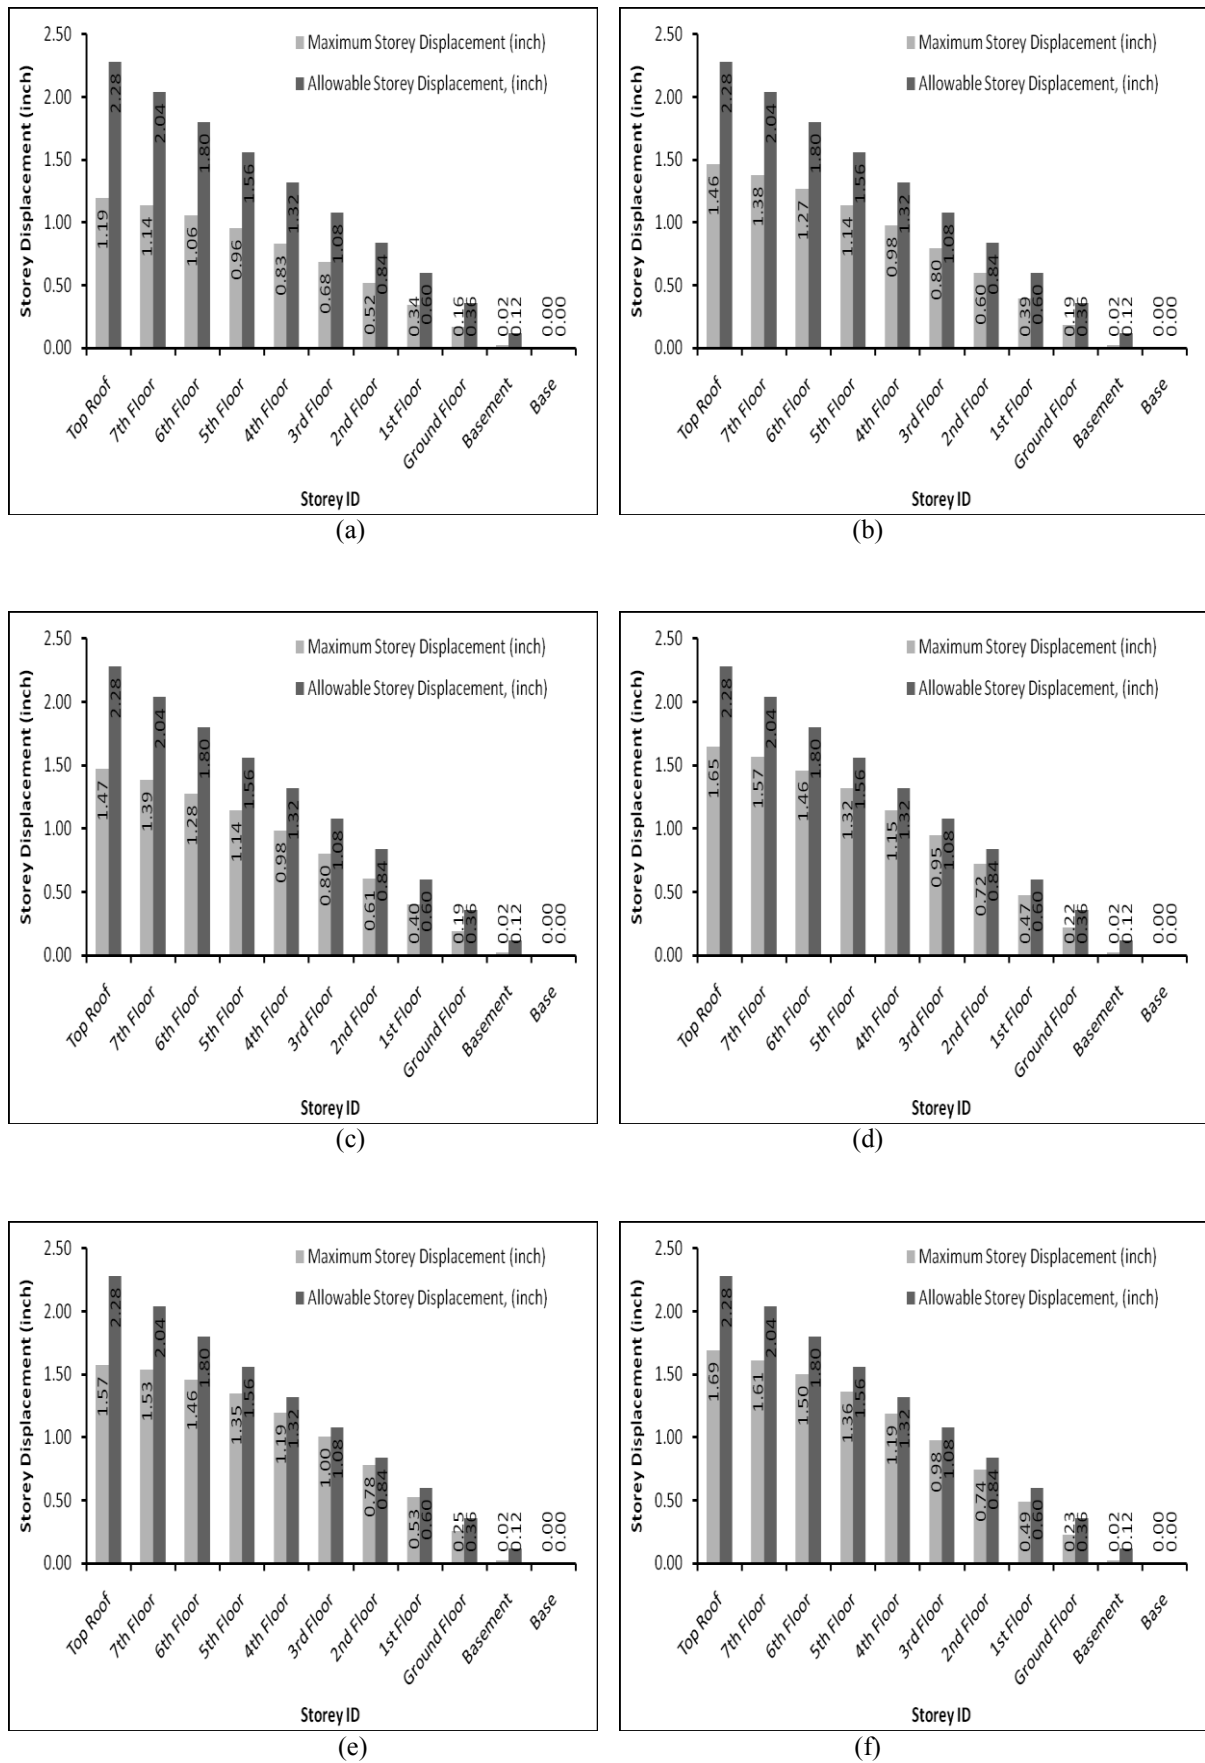 2.50
2.00
1.50
1.00
0.50
0.00
Storey Displacement (inch)
Maximum Storey Displacement (inch)
Allowable Storey Displacement, (inch)
1.19 2.28 1.14 2.04 1.06 1.80 0.96 1.56 0.83 1.32 0.68 1.08 0.52 0.84 0.34 0.60 0.16 0.36 0.02 0.12 0.00 0.00
Top Roof 7th Floor 6th Floor 5th Floor 4th Floor 3rd Floor 2nd Floor 1st Floor Ground Floor Basement Base
Storey ID
(a)
2.50
2.00
1.50
1.00
0.50
0.00
Storey Displacement (inch)
Maximum Storey Displacement (inch)
Allowable Storey Displacement, (inch)
1.46 2.28 1.38 2.04 1.27 1.80 1.14 1.56 0.98 1.32 0.80 1.08 0.60 0.84 0.39 0.60 0.19 0.36 0.02 0.12 0.00 0.00
Top Roof 7th Floor 6th Floor 5th Floor 4th Floor 3rd Floor 2nd Floor 1st Floor Ground Floor Basement Base
Storey ID
(b)
2.50
2.00
1.50
1.00
0.50
0.00
Storey Displacement (inch)
Maximum Storey Displacement (inch)
Allowable Storey Displacement, (inch)
1.47 2.28 1.39 2.04 1.28 1.80 1.14 1.56 0.98 1.32 0.80 1.08 0.61 0.84 0.40 0.60 0.19 0.36 0.02 0.12 0.00 0.00
Top Roof 7th Floor 6th Floor 5th Floor 4th Floor 3rd Floor 2nd Floor 1st Floor Ground Floor Basement Base
Storey ID
(c)
2.50
2.00
1.50
1.00
0.50
0.00
Storey Displacement (inch)
Maximum Storey Displacement (inch)
Allowable Storey Displacement, (inch)
1.65 2.28 1.57 2.04 1.46 1.80 1.32 1.56 1.15 1.32 0.95 1.08 0.72 0.84 0.47 0.60 0.22 0.36 0.02 0.12 0.00 0.00
Top Roof 7th Floor 6th Floor 5th Floor 4th Floor 3rd Floor 2nd Floor 1st Floor Ground Floor Basement Base
Storey ID
(d)
2.50
2.00
1.50
1.00
0.50
0.00
Storey Displacement (inch)
Maximum Storey Displacement (inch)
Allowable Storey Displacement, (inch)
1.57 2.28 1.53 2.04 1.46 1.80 1.35 1.56 1.19 1.32 1.00 1.08 0.78 0.84 0.53 0.60 0.25 0.36 0.02 0.12 0.00 0.00
Top Roof 7th Floor 6th Floor 5th Floor 4th Floor 3rd Floor 2nd Floor 1st Floor Ground Floor Basement Base
Storey ID
(e)
2.50
2.00
1.50
1.00
0.50
0.00
Storey Displacement (inch)
Maximum Storey Displacement (inch)
Allowable Storey Displacement, (inch)
1.69 2.28 1.61 2.04 1.50 1.80 1.36 1.56 1.19 1.32 0.98 1.08 0.74 0.84 0.49 0.60 0.23 0.36 0.02 0.12 0.00 0.00
Top Roof 7th Floor 6th Floor 5th Floor 4th Floor 3rd Floor 2nd Floor 1st Floor Ground Floor Basement Base
Storey ID
(f)